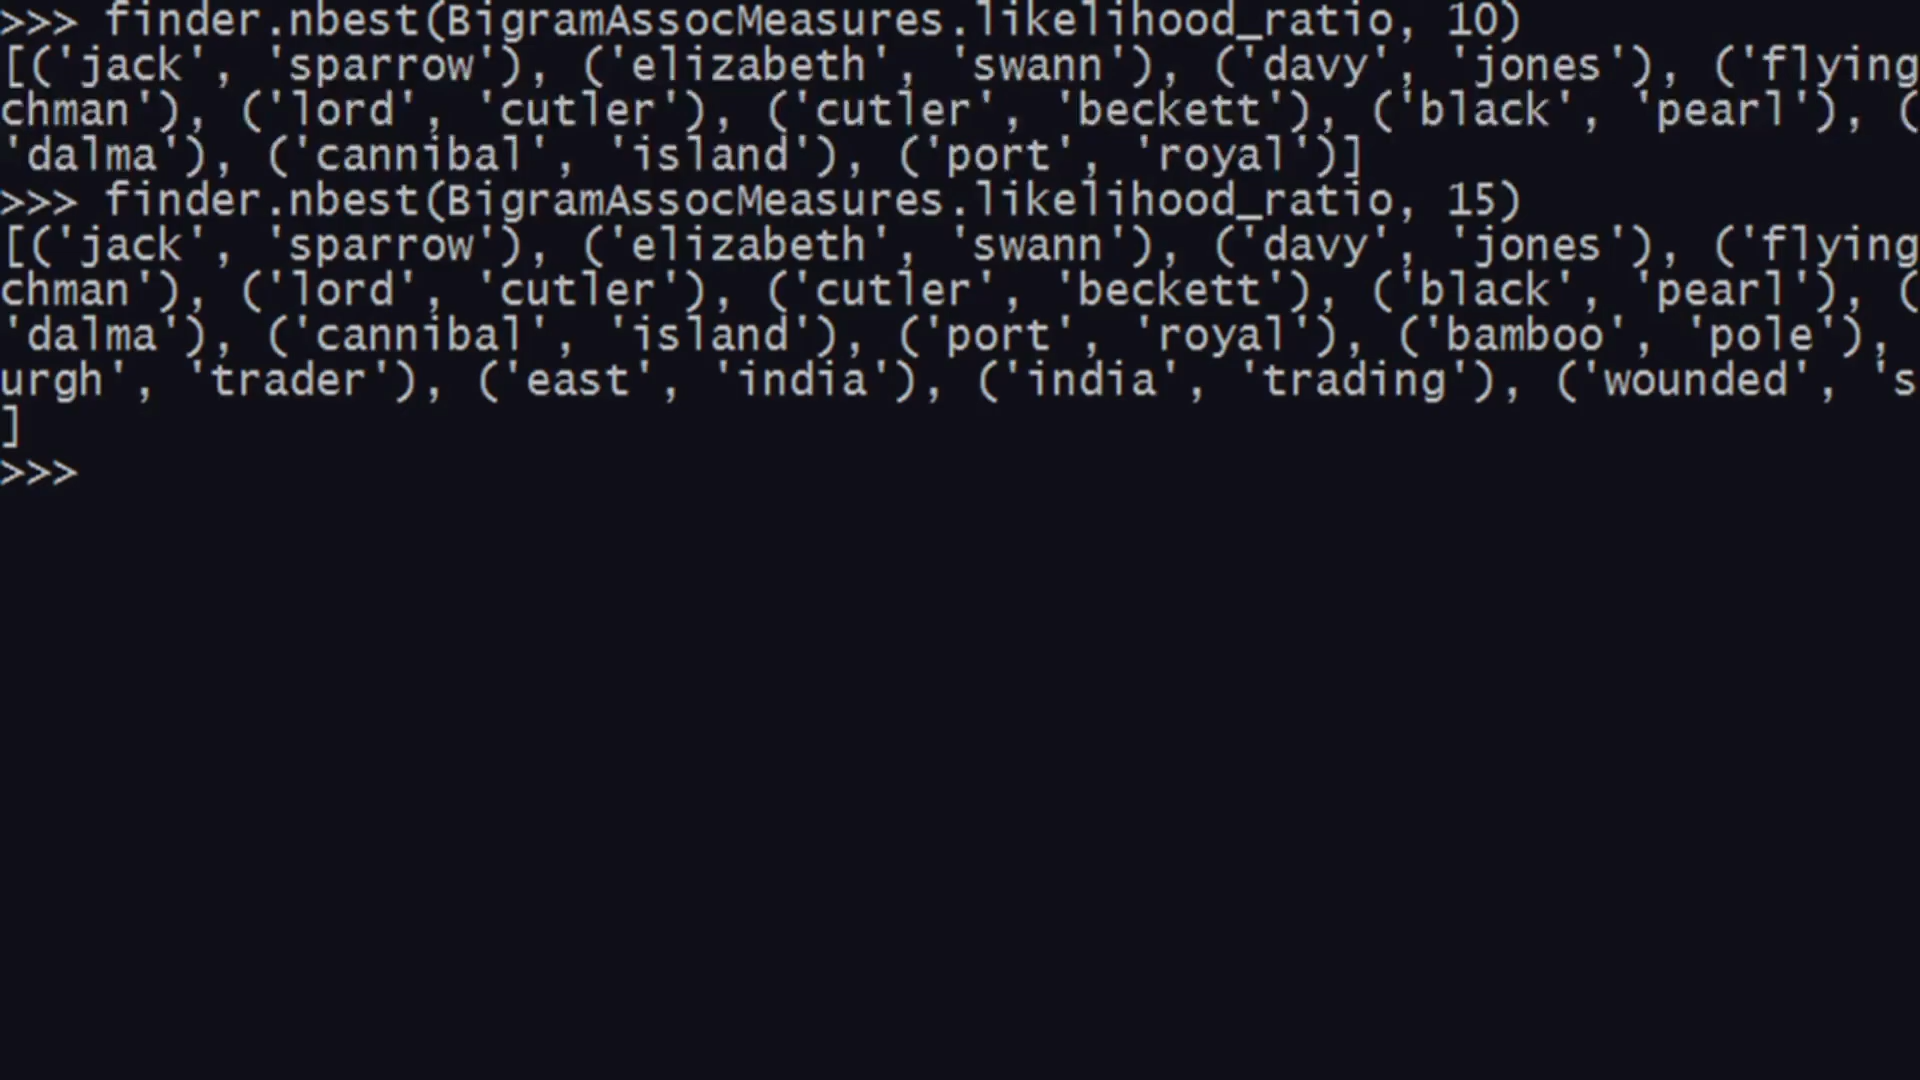 >>> finder.nbest(BigramAssocMeasures.likelihood_ratio, 10)
[('jack', 'sparrow'), ('elizabeth', 'swann'), ('davy', 'jones'), ('flying
chman'), ('lord', 'cutler'), ('cutler', 'beckett'), ('black', 'pearl'), (
'dalma'), ('cannibal', 'island'), ('port', 'royal')]
>>> finder.nbest(BigramAssocMeasures.likelihood_ratio, 15)
[('jack', 'sparrow'), ('elizabeth', 'swann'), ('davy', 'jones'), ('flying
chman'), ('lord', 'cutler'), ('cutler', 'beckett'), ('black', 'pearl'), (
'dalma'), ('cannibal', 'island'), ('port', 'royal'), ('bamboo', 'pole'),
urgh', 'trader'), ('east', 'india'), ('india', 'trading'), ('wounded', 's
]
>>>